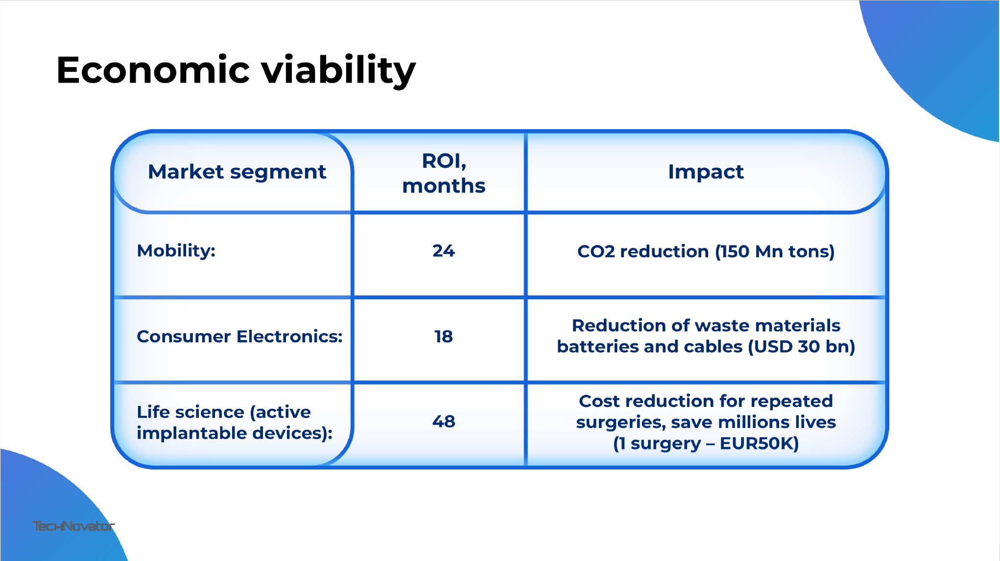 Economic viability
Market segment
ROI,
months
Impact
Mobility:
24
CO2 reduction (150 Mn tons)
Consumer Electronics:
18
Reduction of waste materials
batteries and cables (USD 30 bn)
Life science (active
implantable devices):
48
Cost reduction for repeated
surgeries, save millions lives
(1 surgery – EUR50K)
TechNovator